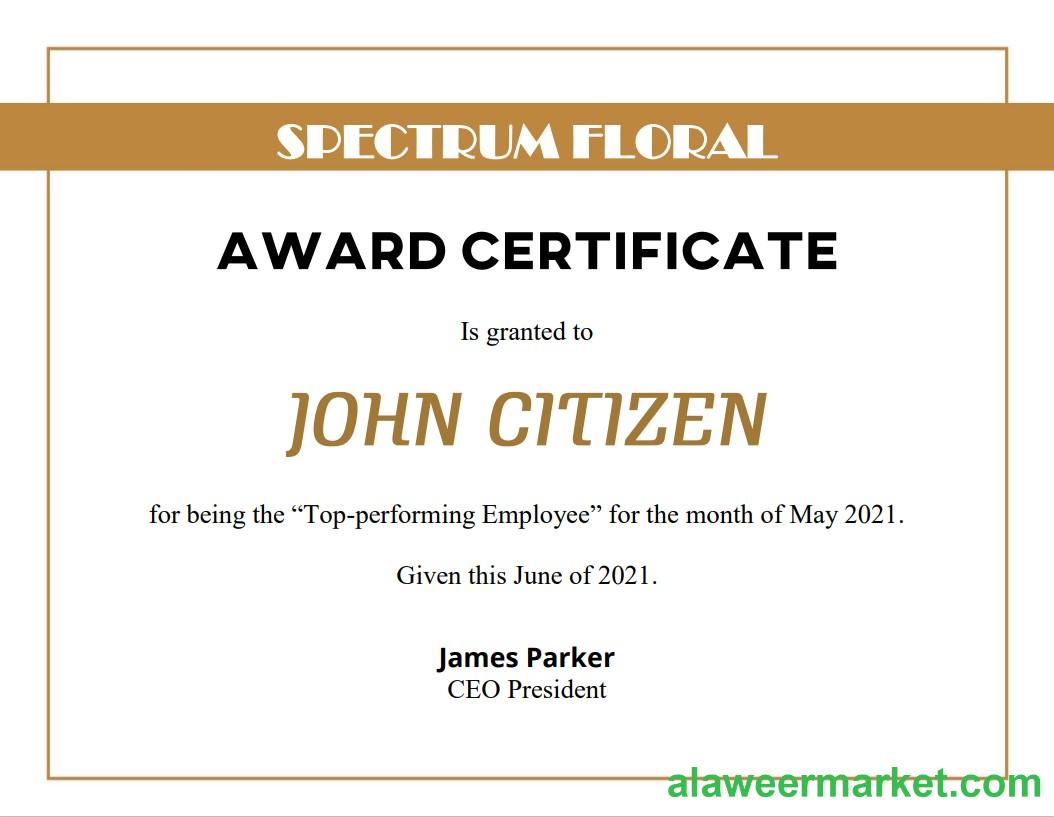 SPECTRUM FLORAL
AWARD CERTIFICATE
Is granted to
JOHN CITIZEN
for being the “Top-performing Employee” for the month of May 2021.
Given this June of 2021.
James Parker
CEO President
alaweermarket.com